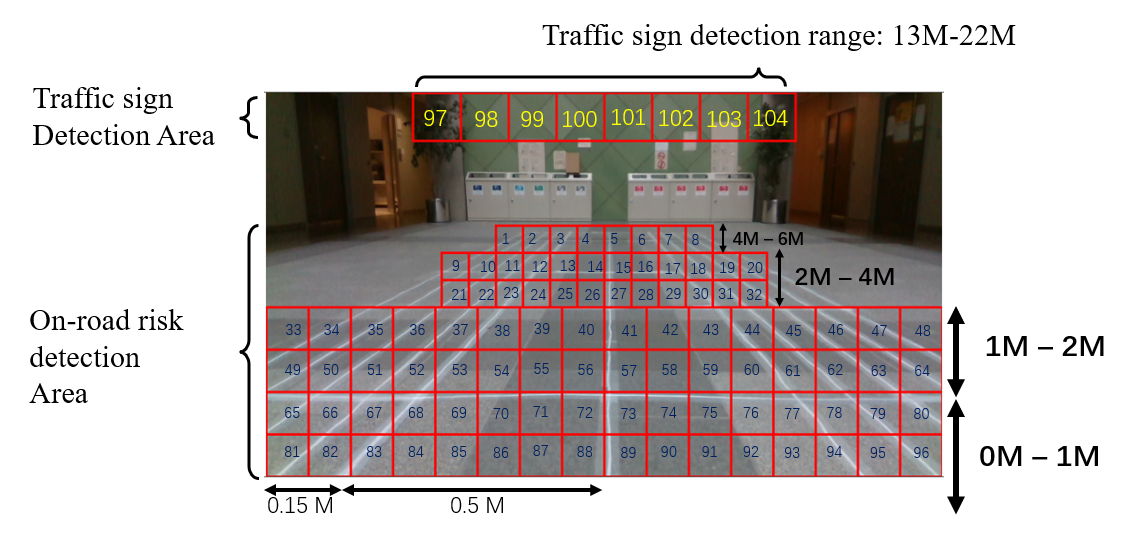 Traffic sign detection range: 13M-22M
Traffic sign
Detection Area
97 98 99 100 101 102 103 104
1 2 3 4 5 6 7 8
4M – 6M
9 10 11 12 13 14 15 16 17 18 19 20
2M – 4M
21 22 23 24 25 26 27 28 29 30 31 32
On-road risk
detection
Area
33 34 35 36 37 38 39 40 41 42 43 44 45 46 47 48
1M – 2M
49 50 51 52 53 54 55 56 57 58 59 60 61 62 63 64
65 66 67 68 69 70 71 72 73 74 75 76 77 78 79 80
0M – 1M
81 82 83 84 85 86 87 88 89 90 91 92 93 94 95 96
0.15 M
0.5 M